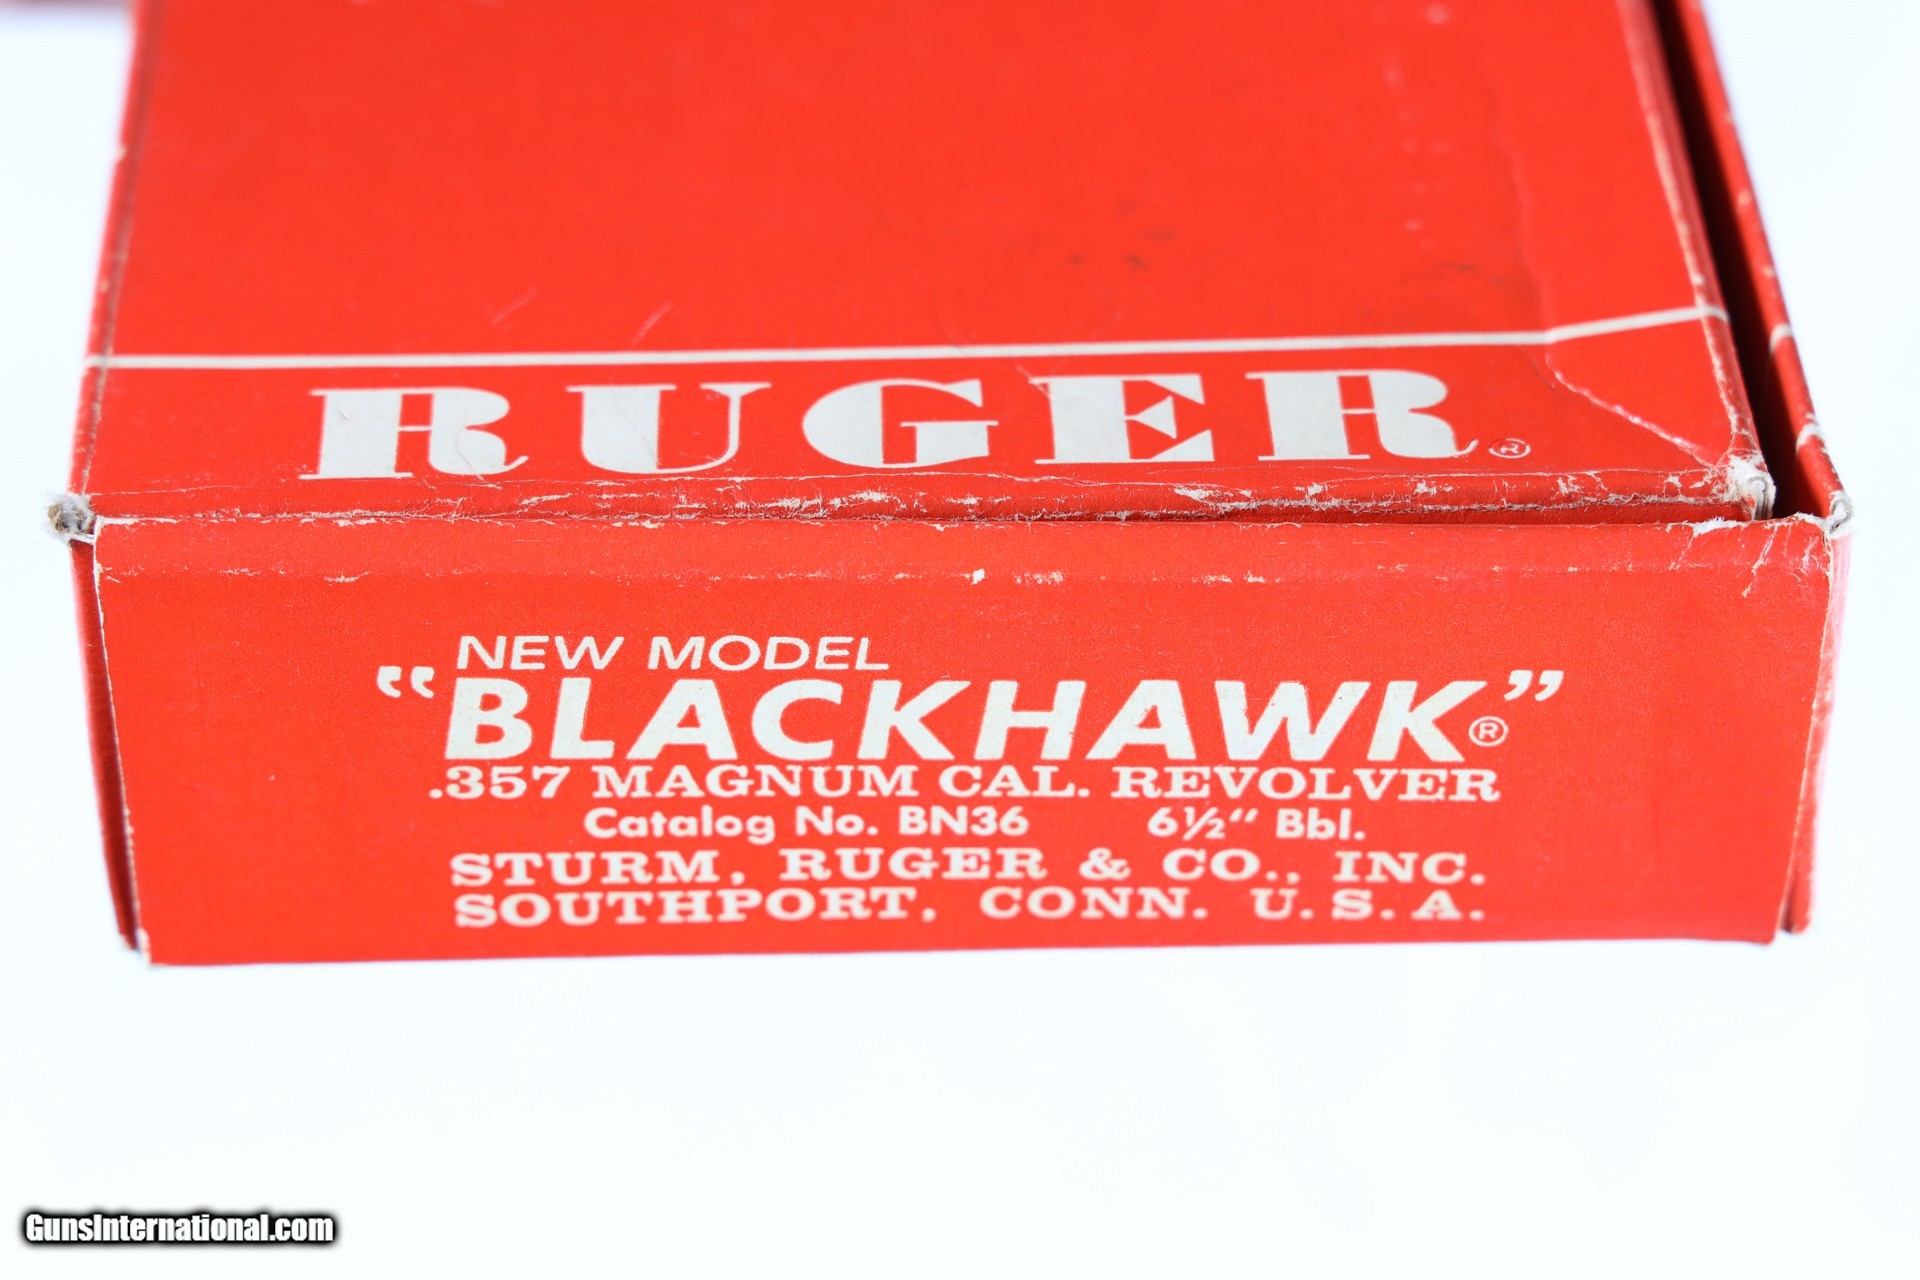 RUGER®
NEW MODEL
“BLACKHAWK®”
.357 MAGNUM CAL. REVOLVER
Catalog No. BN36 6½" Bbl.
STURM, RUGER & CO., INC.
SOUTHPORT, CONN. U.S.A.
GunsInternational.com